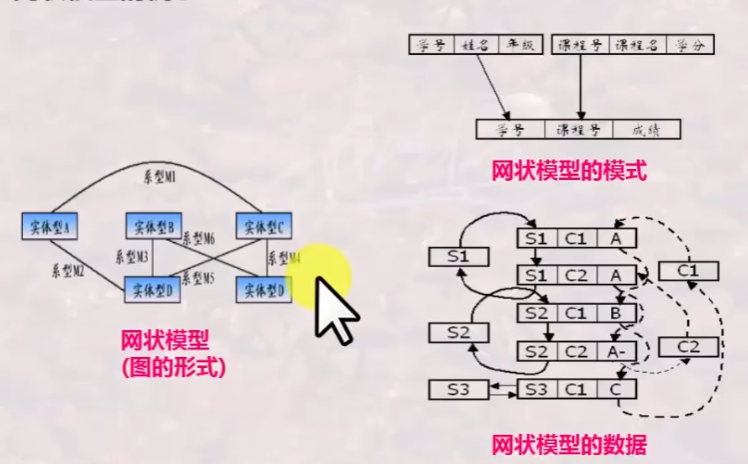 学号 姓名 年级
课程号 课程名 学分
学号 课程号 成绩
网状模型的模式
系型M1
实体型A 实体型B 实体型C
系型M6
系型M3
系型M4
系型M2
系型M5
实体型D 实体型D
网状模型
(图的形式)
S1 C1 A
S1
S1 C2 A
C1
S2 C1 B
S2
S2 C2 A-
C2
S3
S3 C1 C
网状模型的数据